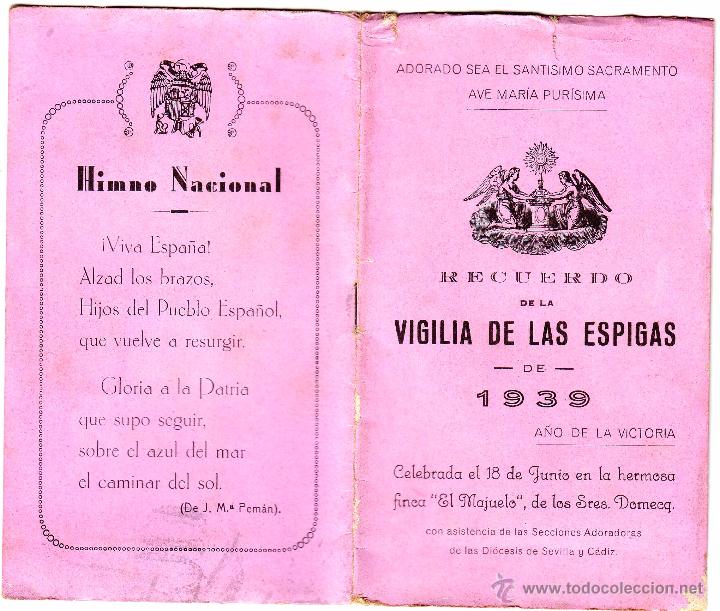 Himno Nacional
¡Viva España!
Alzad los brazos,
Hijos del Pueblo Español,
que vuelve a resurgir.
Gloria a la Patria
que supo seguir,
sobre el azul del mar
el caminar del sol.
(De J. M.ª Pemán).
ADORADO SEA EL SANTISIMO SACRAMENTO
AVE MARÍA PURÍSIMA
RECUERDO
DE LA
VIGILIA DE LAS ESPIGAS
— DE —
1939
AÑO DE LA VICTORIA
Celebrada el 18 de Junio en la hermosa
finca "El Majuelo", de los Sres. Domecq.
con asistencia de las Secciones Adoradoras
de las Diócesis de Sevilla y Cádiz.
© www.todocoleccion.net